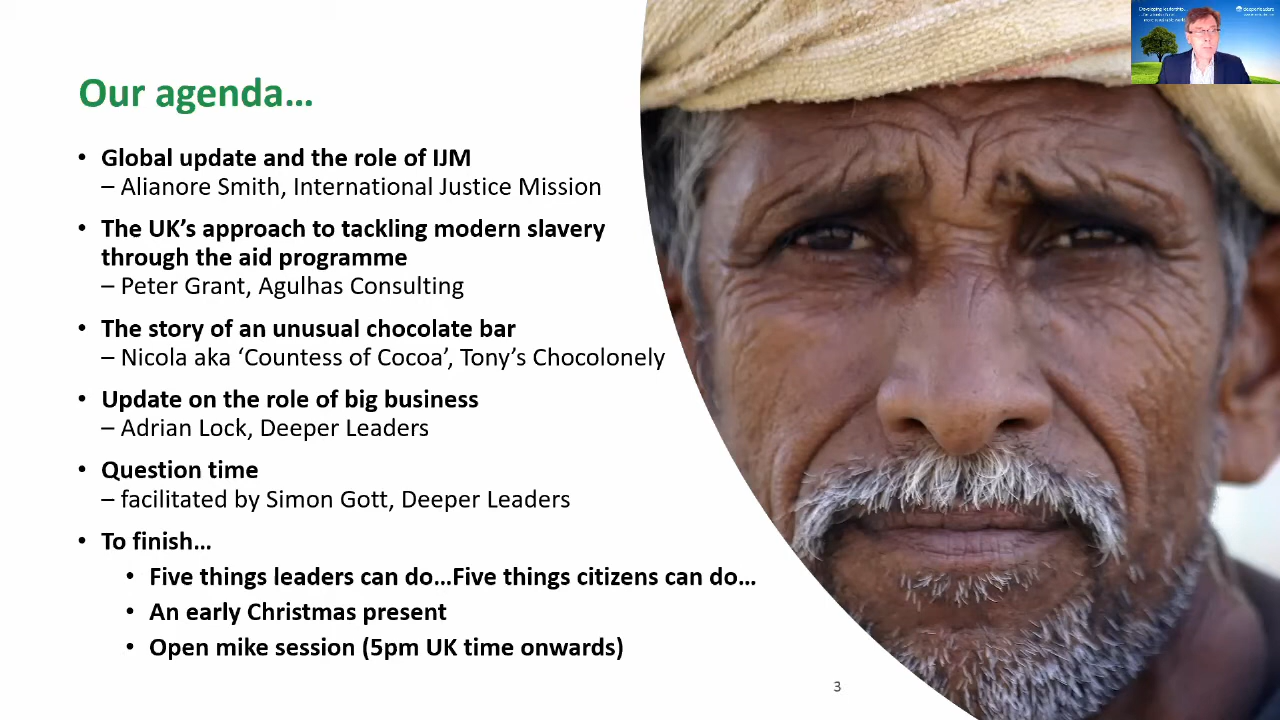 Our agenda…
• Global update and the role of IJM
– Alianore Smith, International Justice Mission
• The UK’s approach to tackling modern slavery
through the aid programme
– Peter Grant, Agulhas Consulting
• The story of an unusual chocolate bar
– Nicola aka ‘Countess of Cocoa’, Tony’s Chocolonely
• Update on the role of big business
– Adrian Lock, Deeper Leaders
• Question time
– facilitated by Simon Gott, Deeper Leaders
• To finish…
• Five things leaders can do…Five things citizens can do…
• An early Christmas present
• Open mike session (5pm UK time onwards)
3
Developing leadership...
deeperleaders